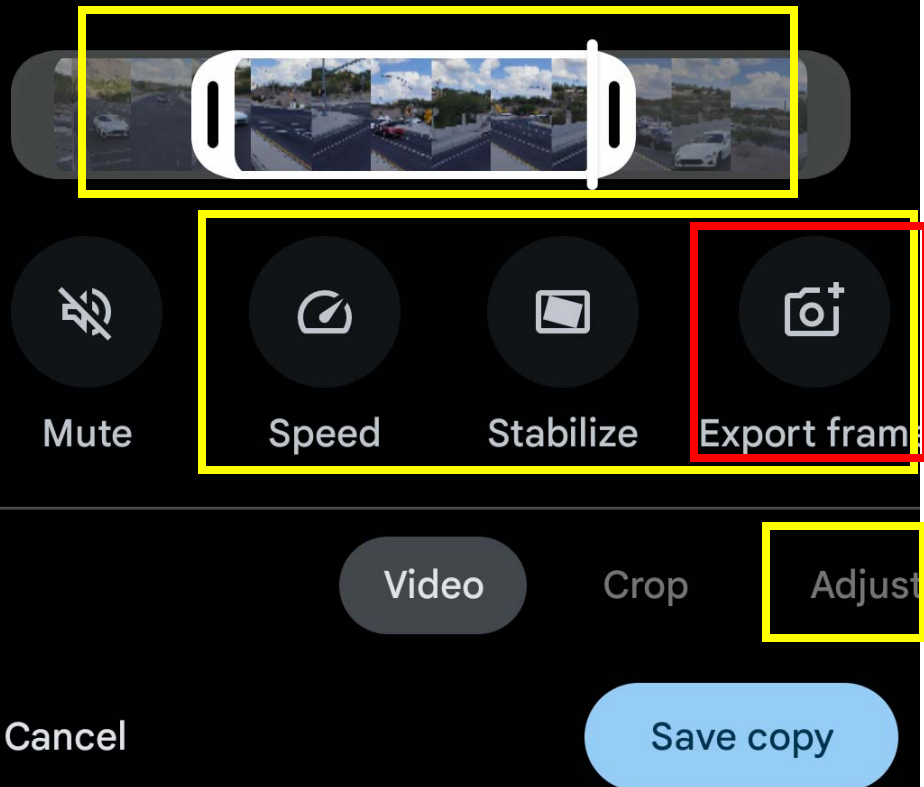 Mute
Speed
Stabilize
Export frame
Video
Crop
Adjust
Cancel
Save copy